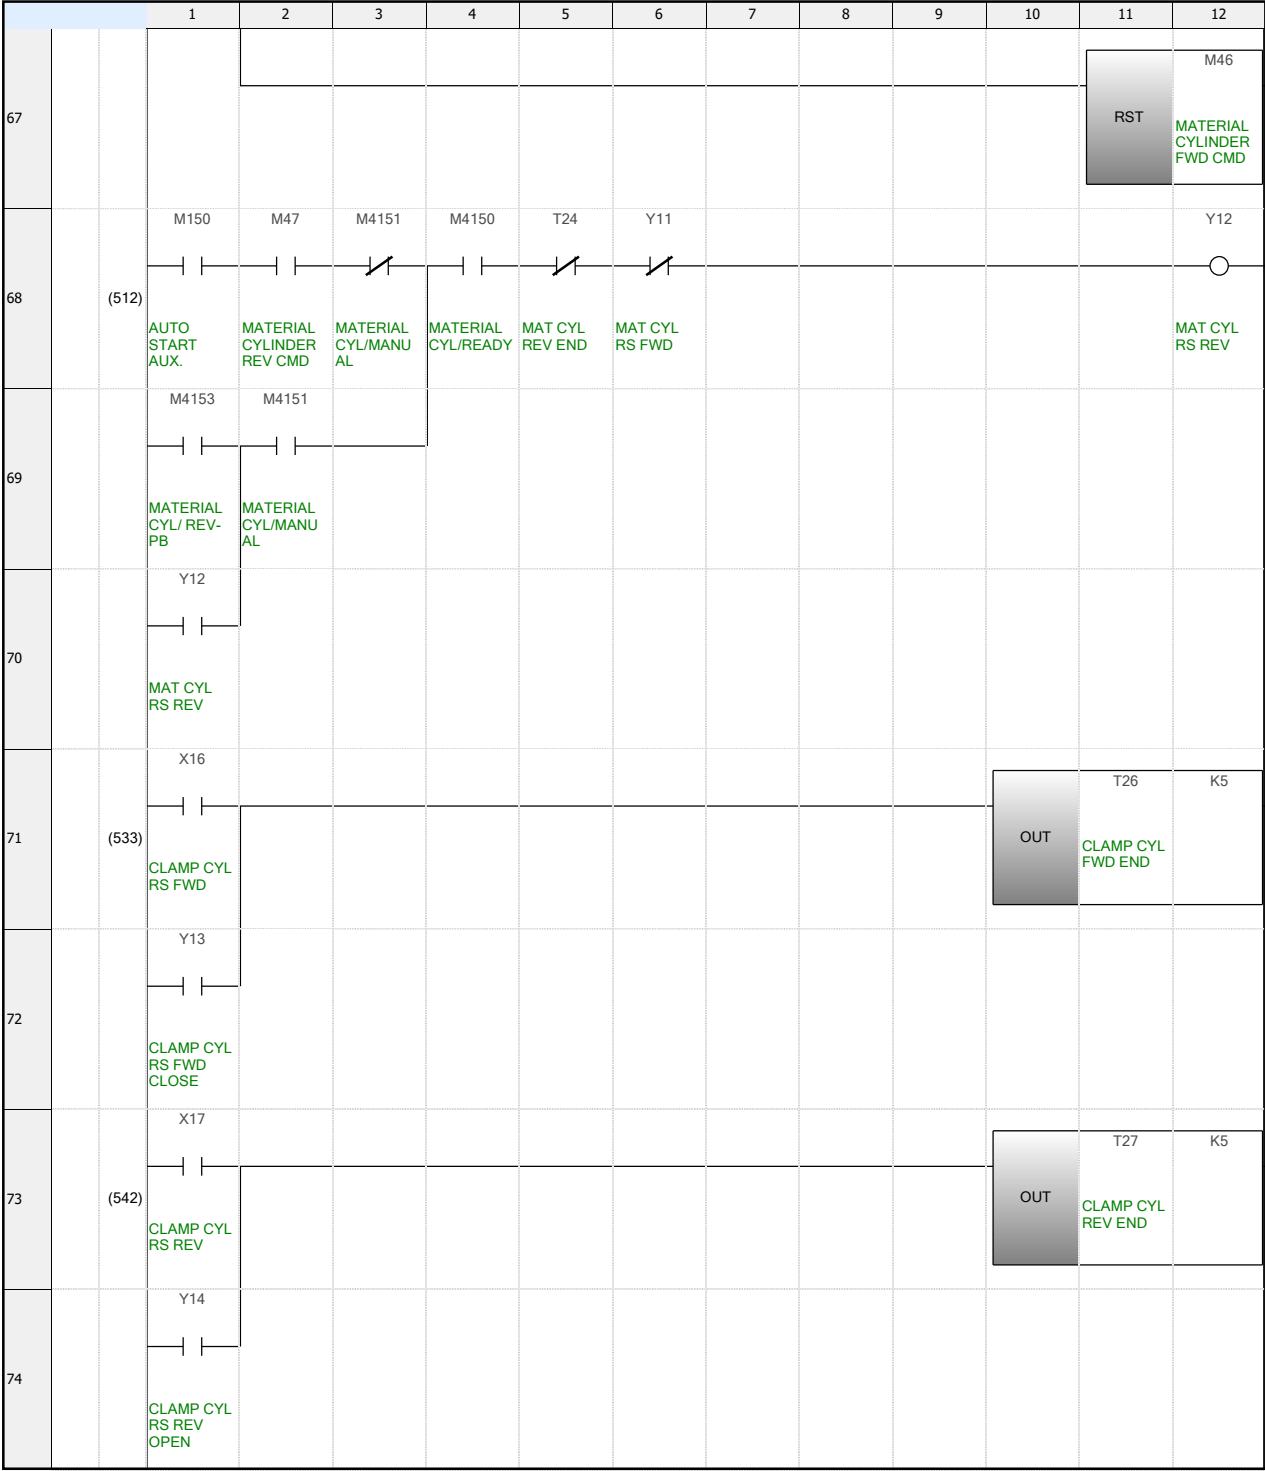 1 2 3 4 5 6 7 8 9 10 11 12
M46
67
RST
MATERIAL
CYLINDER
FWD CMD
M150 M47 M4151 M4150 T24 Y11 Y12
68 (512)
AUTO
START
AUX.
MATERIAL
CYLINDER
REV CMD
MATERIAL
CYL/MANU
AL
MATERIAL
CYL/READY
MAT CYL
REV END
MAT CYL
RS FWD
MAT CYL
RS REV
M4153 M4151
69
MATERIAL
CYL/ REV-
PB
MATERIAL
CYL/MANU
AL
Y12
70
MAT CYL
RS REV
X16 T26 K5
71 (533) OUT
CLAMP CYL
RS FWD
CLAMP CYL
FWD END
Y13
72
CLAMP CYL
RS FWD
CLOSE
X17 T27 K5
73 (542) OUT
CLAMP CYL
RS REV
CLAMP CYL
REV END
Y14
74
CLAMP CYL
RS REV
OPEN